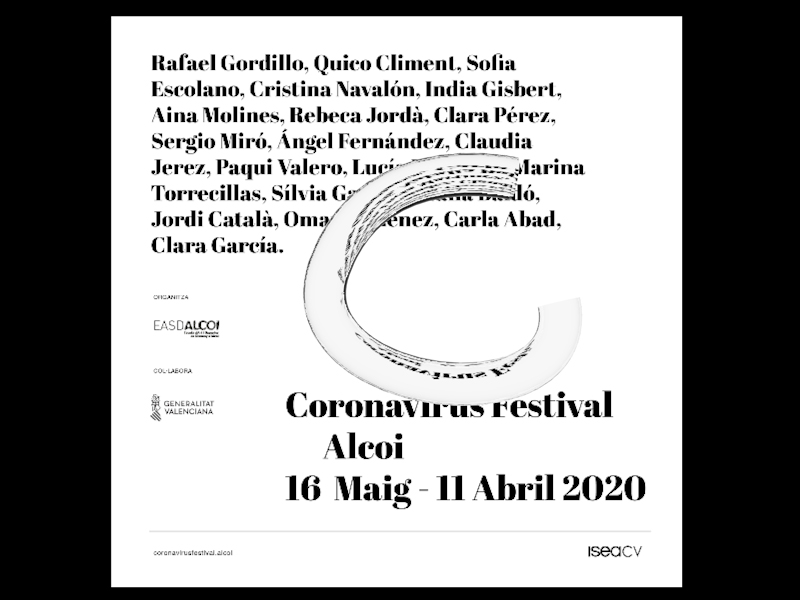 Rafael Gordillo, Quico Climent, Sofia
Escolano, Cristina Navalón, India Gisbert,
Aina Molines, Rebeca Jordà, Clara Pérez,
Sergio Miró, Ángel Fernández, Claudia
Jerez, Paqui Valero, Lucía Marina
Torrecillas, Sílvia
Jordi Català, Carla Abad,
Clara García.
ORGANITZA
EASDALCOI
COL·LABORA
GENERALITAT
VALENCIANA
Coronavirus Festival
Alcoi
16 Maig - 11 Abril 2020
coronavirusfestival.alcoi
iseaCV